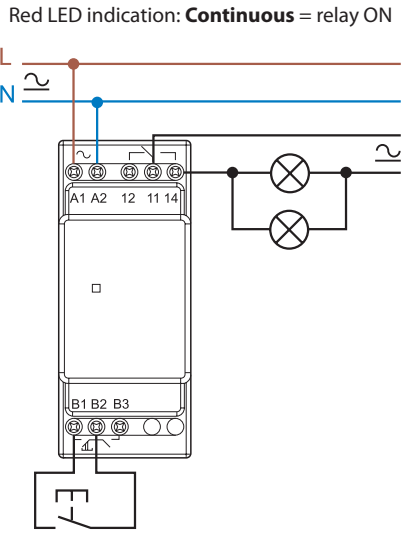 Red LED indication: Continuous = relay ON
L
N
A1 A2 12 11 14
B1 B2 B3